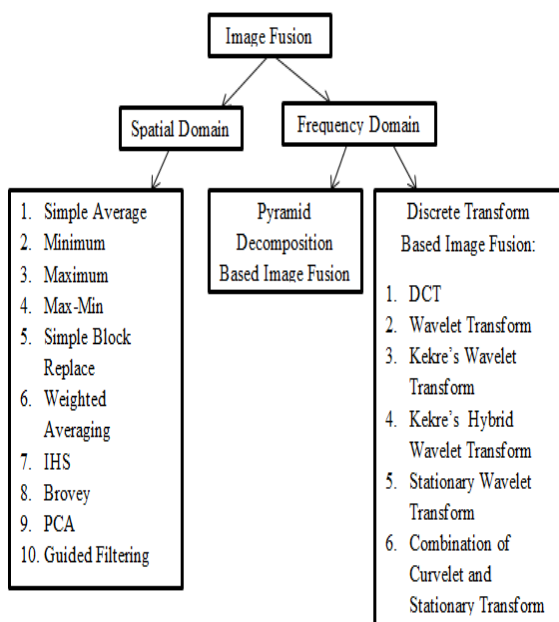 Image Fusion
Spatial Domain
Frequency Domain
1. Simple Average
2. Minimum
3. Maximum
4. Max-Min
5. Simple Block
Replace
6. Weighted
Averaging
7. IHS
8. Brovey
9. PCA
10. Guided Filtering
Pyramid
Decomposition
Based Image Fusion
Discrete Transform
Based Image Fusion:
1. DCT
2. Wavelet Transform
3. Kekre's Wavelet
Transform
4. Kekre's Hybrid
Wavelet Transform
5. Stationary Wavelet
Transform
6. Combination of
Curvelet and
Stationary Transform